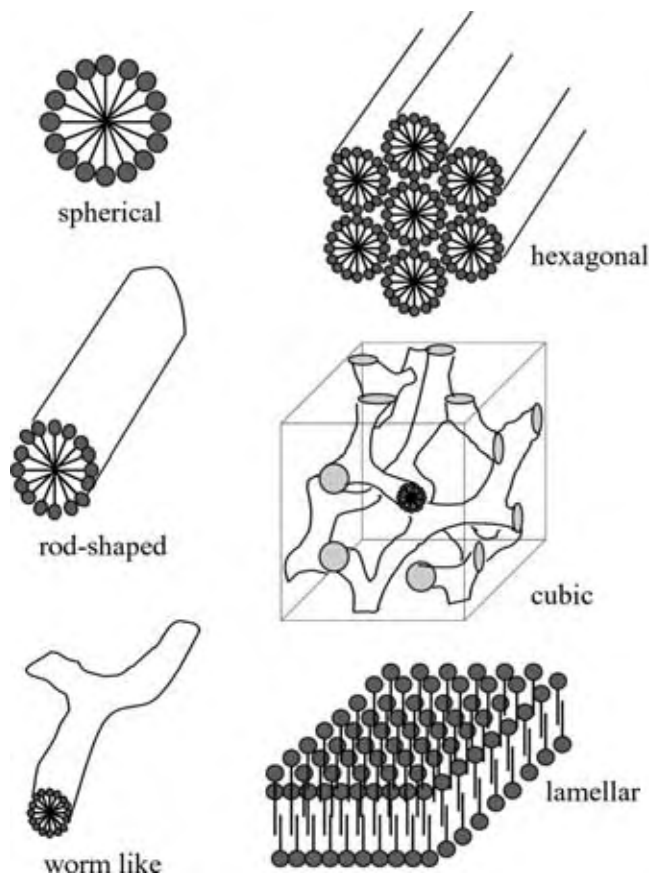 spherical
hexagonal
rod-shaped
cubic
worm like
lamellar